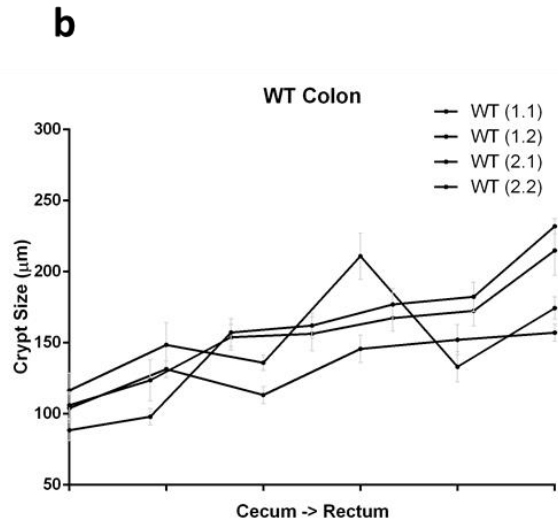 b
WT Colon
WT (1.1)
WT (1.2)
WT (2.1)
WT (2.2)
300
250
200
150
100
50
Crypt Size (µm)
Cecum -> Rectum